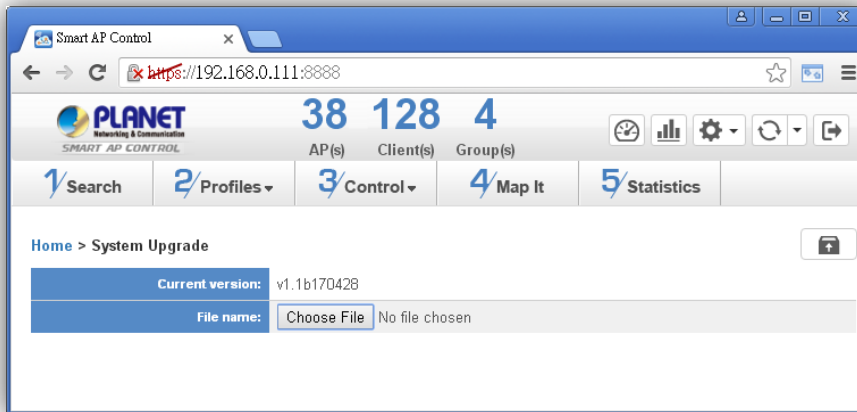 Smart AP Control
https://192.168.0.111:8888
PLANET
Networking & Communication
SMART AP CONTROL
38 128 4
AP(s) Client(s) Group(s)
1 Search 2 Profiles 3 Control 4 Map It 5 Statistics
Home > System Upgrade
Current version: v1.1b170428
File name: Choose File No file chosen